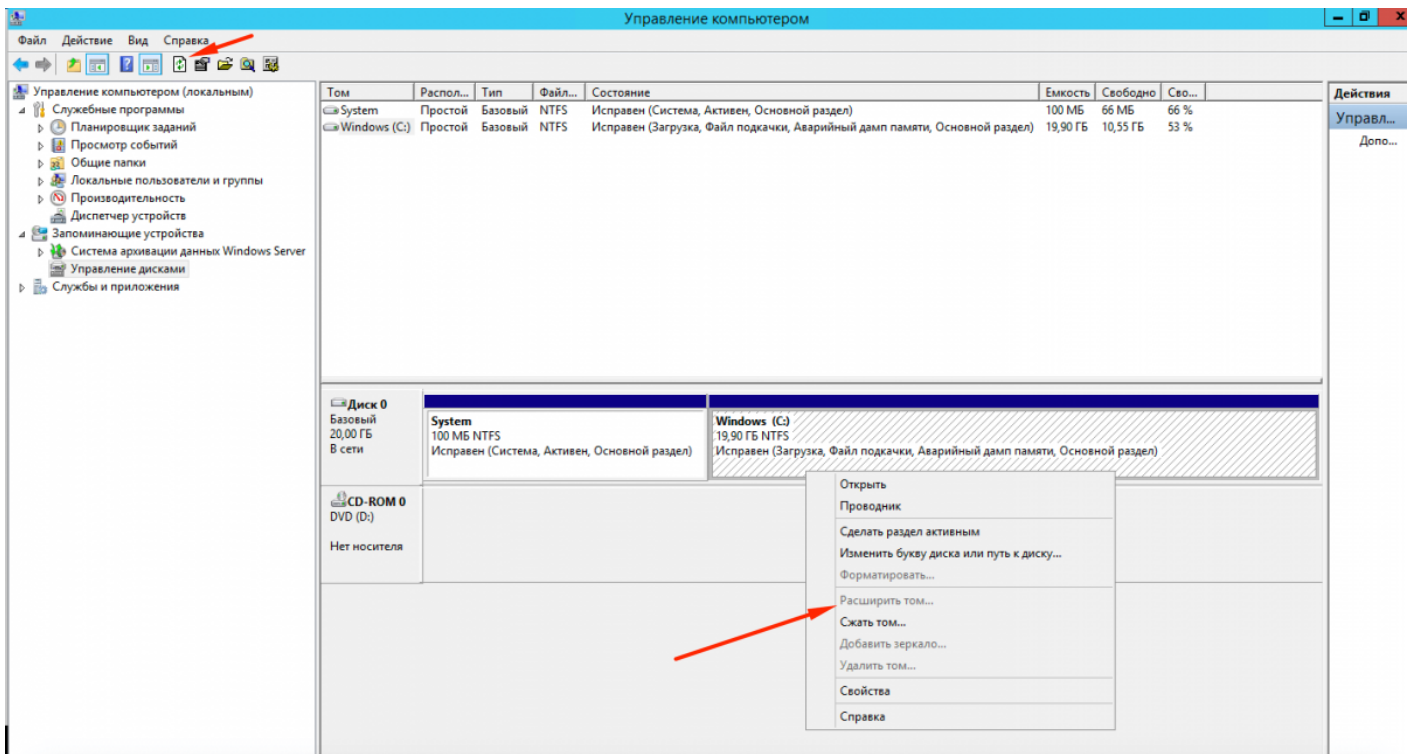 Управление компьютером
Файл Действие Вид Справка
Управление компьютером (локальным)
Служебные программы
Планировщик заданий
Просмотр событий
Общие папки
Локальные пользователи и группы
Производительность
Диспетчер устройств
Запоминающие устройства
Система архивации данных Windows Server
Управление дисками
Службы и приложения
Том Распол... Тип Файл... Состояние Емкость Свободно Сво...
System Простой Базовый NTFS Исправен (Система, Активен, Основной раздел) 100 МБ 66 МБ 66 %
Windows (C:) Простой Базовый NTFS Исправен (Загрузка, Файл подкачки, Аварийный дамп памяти, Основной раздел) 19,90 ГБ 10,55 ГБ 53 %
Действия
Управл...
Допо...
Диск 0
Базовый
20,00 ГБ
В сети
System
100 МБ NTFS
Исправен (Система, Активен, Основной раздел)
Windows (C:)
19,90 ГБ NTFS
Исправен (Загрузка, Файл подкачки, Аварийный дамп памяти, Основной раздел)
CD-ROM 0
DVD (D:)
Нет носителя
Открыть
Проводник
Сделать раздел активным
Изменить букву диска или путь к диску...
Форматировать...
Расширить том...
Сжать том...
Добавить зеркало...
Удалить том...
Свойства
Справка